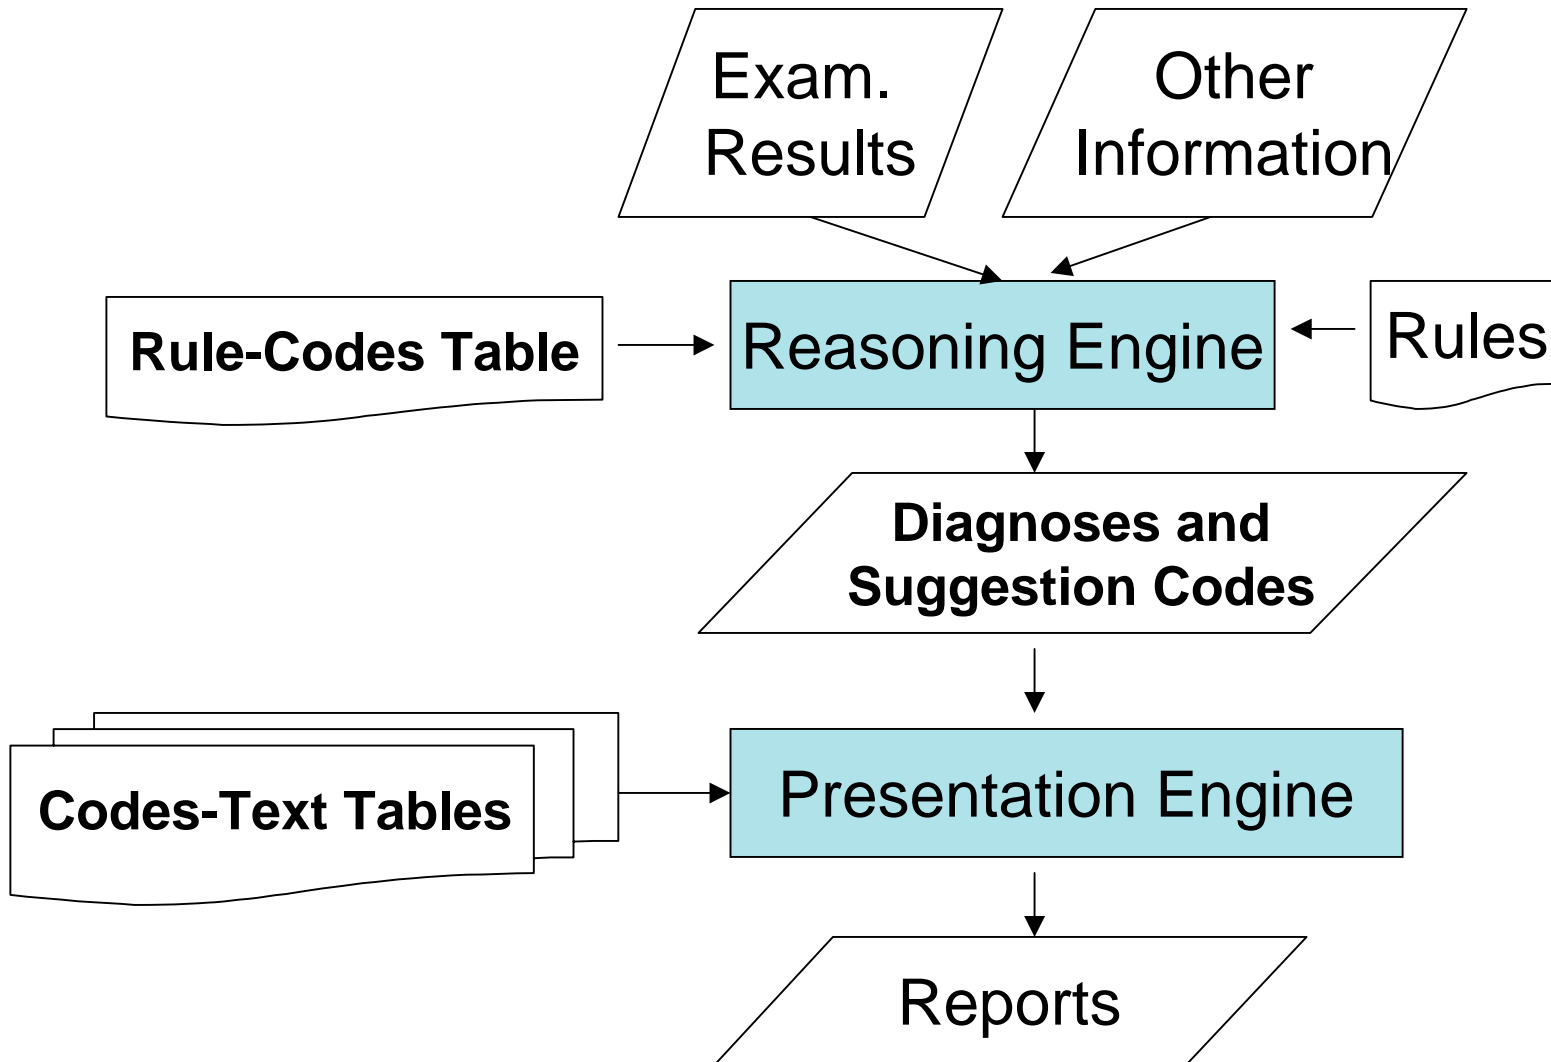 Exam.
Results
Other
Information
Rule-Codes Table
Reasoning Engine
Rules
Diagnoses and
Suggestion Codes
Codes-Text Tables
Presentation Engine
Reports